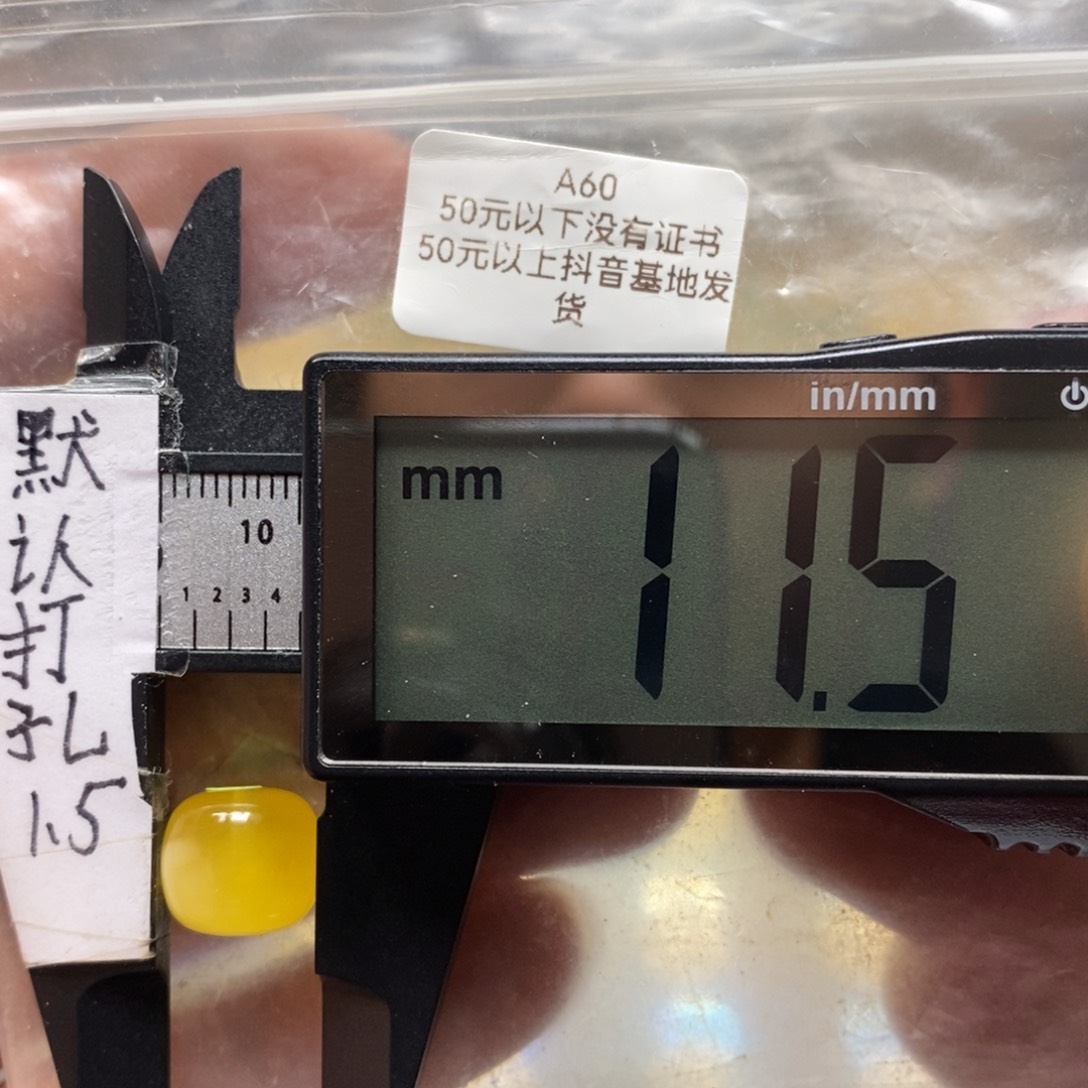 A60
50元以下没有证书
50元以上抖音基地发
货
in/mm
mm
11.5
10
1 2 3 4
默
认
打
孔
1.5